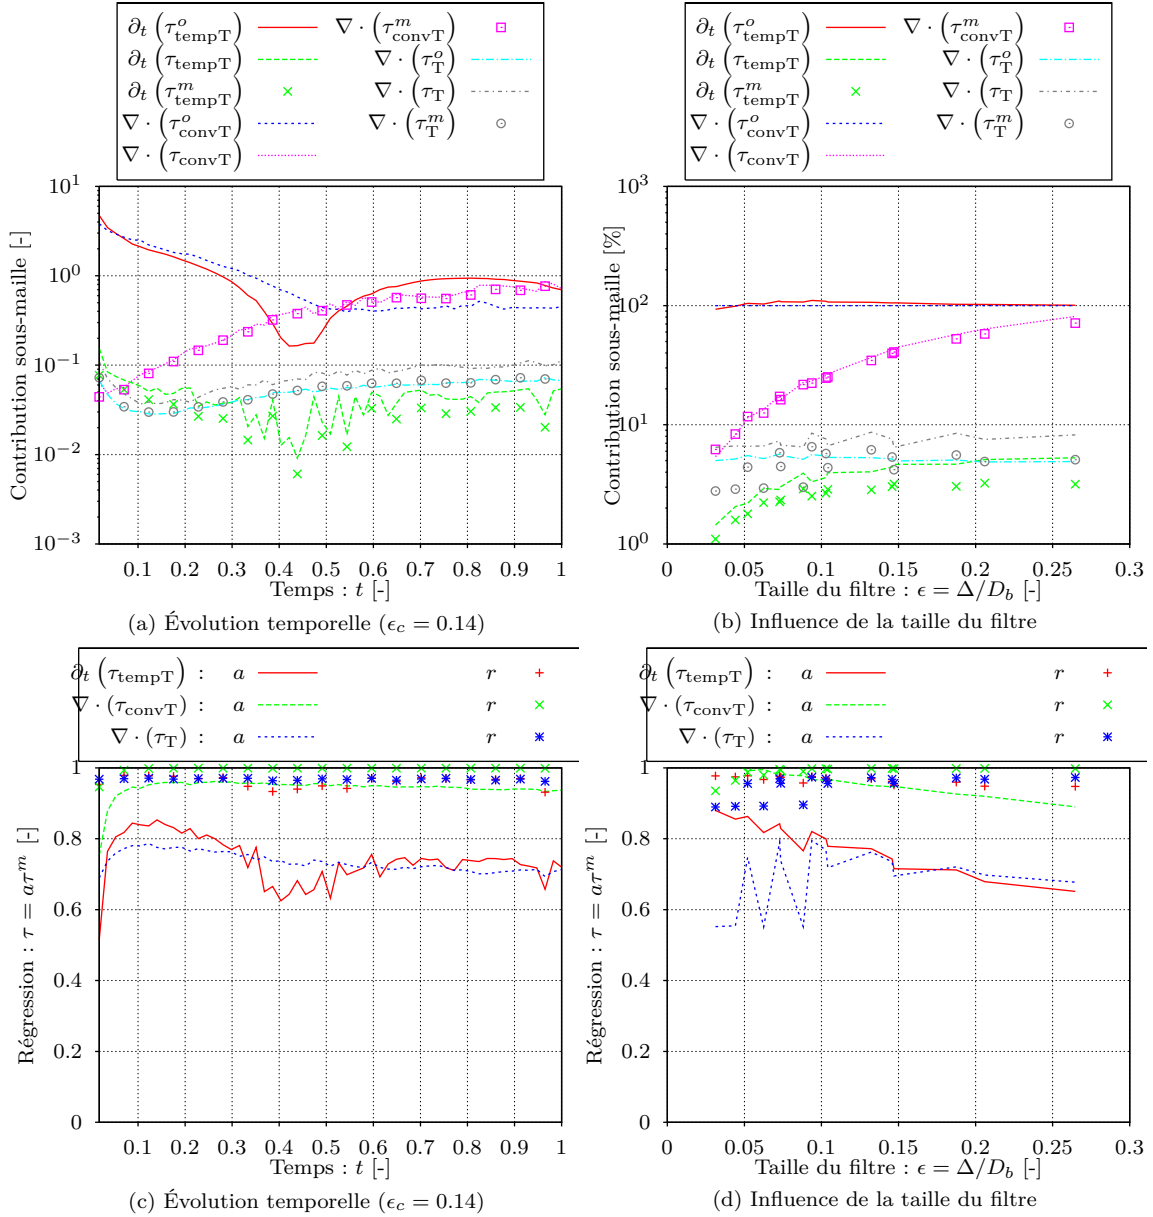 ∂t (τ^o_tempT) ∇ · (τ^m_convT)
∂t (τ_tempT) ∇ · (τ^o_T)
∂t (τ^m_tempT) ∇ · (τ_T)
∇ · (τ^o_convT) ∇ · (τ^m_T)
∇ · (τ_convT)
Contribution sous-maille [-]
10^1
10^0
10^−1
10^−2
10^−3
0.1 0.2 0.3 0.4 0.5 0.6 0.7 0.8 0.9 1
Temps : t [-]
(a) Évolution temporelle (ϵc = 0.14)
∂t (τ^o_tempT) ∇ · (τ^m_convT)
∂t (τ_tempT) ∇ · (τ^o_T)
∂t (τ^m_tempT) ∇ · (τ_T)
∇ · (τ^o_convT) ∇ · (τ^m_T)
∇ · (τ_convT)
Contribution sous-maille [%]
10^3
10^2
10^1
10^0
0 0.05 0.1 0.15 0.2 0.25 0.3
Taille du filtre : ϵ = Δ/D_b [-]
(b) Influence de la taille du filtre
∂t (τ_tempT) : a r
∇ · (τ_convT) : a r
∇ · (τ_T) : a r
Régression : τ = aτ^m [-]
1
0.8
0.6
0.4
0.2
0
0.1 0.2 0.3 0.4 0.5 0.6 0.7 0.8 0.9 1
Temps : t [-]
(c) Évolution temporelle (ϵc = 0.14)
∂t (τ_tempT) : a r
∇ · (τ_convT) : a r
∇ · (τ_T) : a r
Régression : τ = aτ^m [-]
1
0.8
0.6
0.4
0.2
0
0 0.05 0.1 0.15 0.2 0.25 0.3
Taille du filtre : ϵ = Δ/D_b [-]
(d) Influence de la taille du filtre